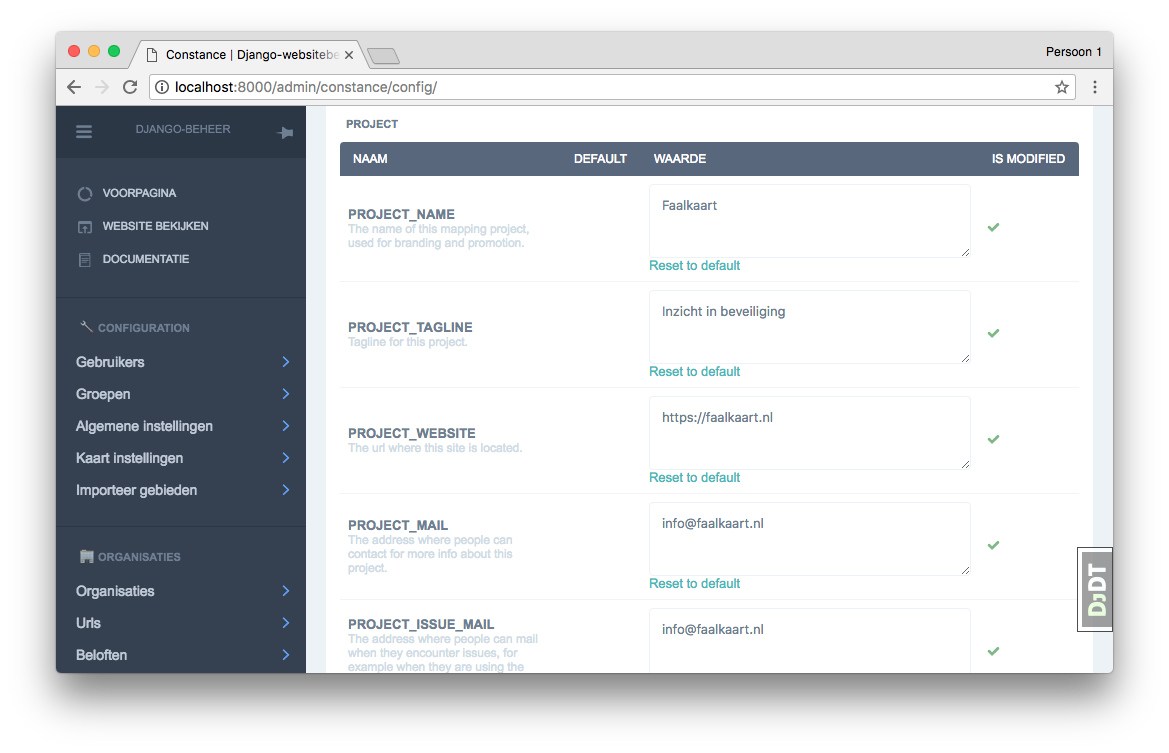 Constance | Django-websitebe
Persoon 1
localhost:8000/admin/constance/config/
DJANGO-BEHEER
VOORPAGINA
WEBSITE BEKIJKEN
DOCUMENTATIE
CONFIGURATION
Gebruikers
Groepen
Algemene instellingen
Kaart instellingen
Importeer gebieden
ORGANISATIES
Organisaties
Urls
Beloften
PROJECT
NAAM DEFAULT WAARDE IS MODIFIED
PROJECT_NAME
The name of this mapping project,
used for branding and promotion.
Faalkaart
Reset to default
PROJECT_TAGLINE
Tagline for this project.
Inzicht in beveiliging
Reset to default
PROJECT_WEBSITE
The url where this site is located.
https://faalkaart.nl
Reset to default
PROJECT_MAIL
The address where people can
contact for more info about this
project.
info@faalkaart.nl
Reset to default
PROJECT_ISSUE_MAIL
The address where people can mail
when they encounter issues, for
example when they are using the
info@faalkaart.nl
DjDT